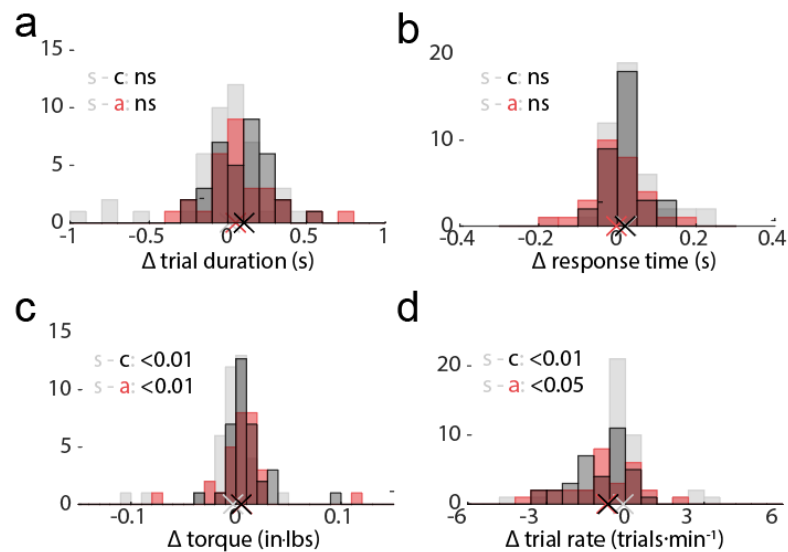 a
15
10
5
0
s - c: ns
s - a: ns
-1 -0.5 0 0.5 1
Δ trial duration (s)
b
20
10
0
s - c: ns
s - a: ns
-0.4 -0.2 0 0.2 0.4
Δ response time (s)
c
15
10
5
0
s - c: <0.01
s - a: <0.01
-0.1 0 0.1
Δ torque (in·lbs)
d
20
10
0
s - c: <0.01
s - a: <0.05
-6 -3 0 3 6
Δ trial rate (trials·min⁻¹)